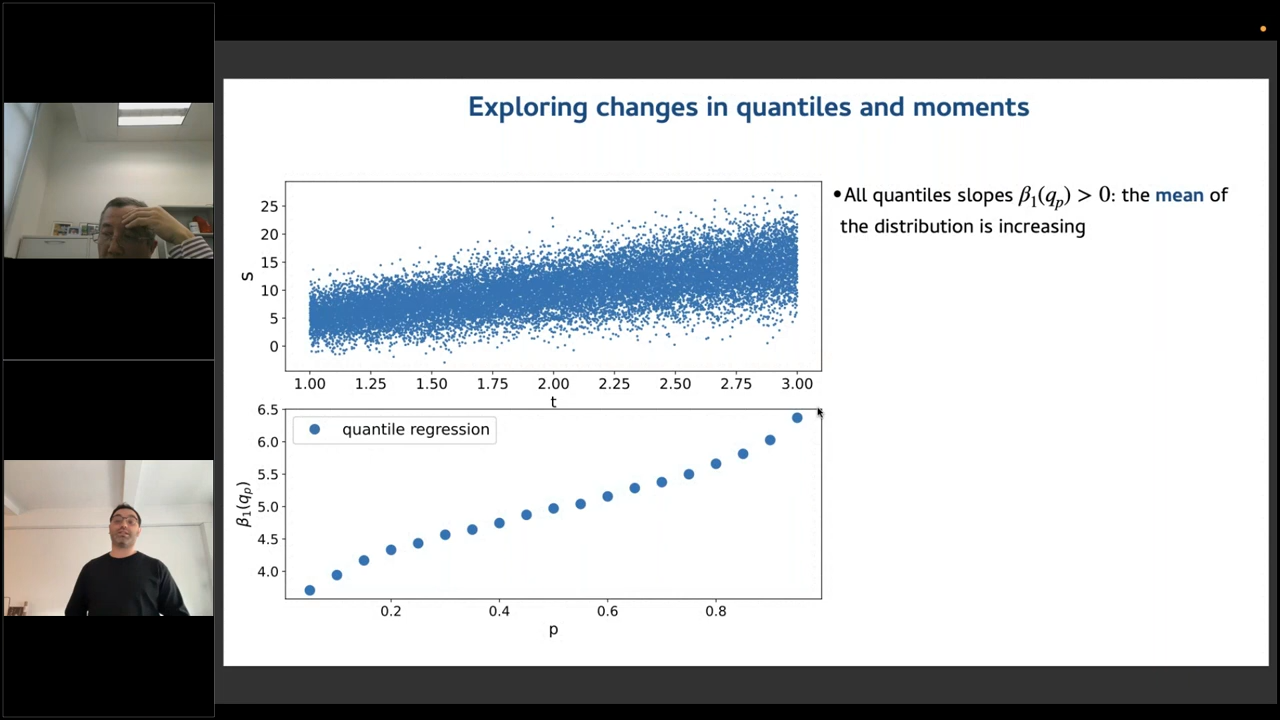 Exploring changes in quantiles and moments
25
20
15
10
5
0
s
1.00 1.25 1.50 1.75 2.00 2.25 2.50 2.75 3.00
t
•All quantiles slopes β₁(qₚ) > 0: the mean of
the distribution is increasing
6.5
6.0
5.5
5.0
4.5
4.0
β₁(qₚ)
quantile regression
0.2 0.4 0.6 0.8
p